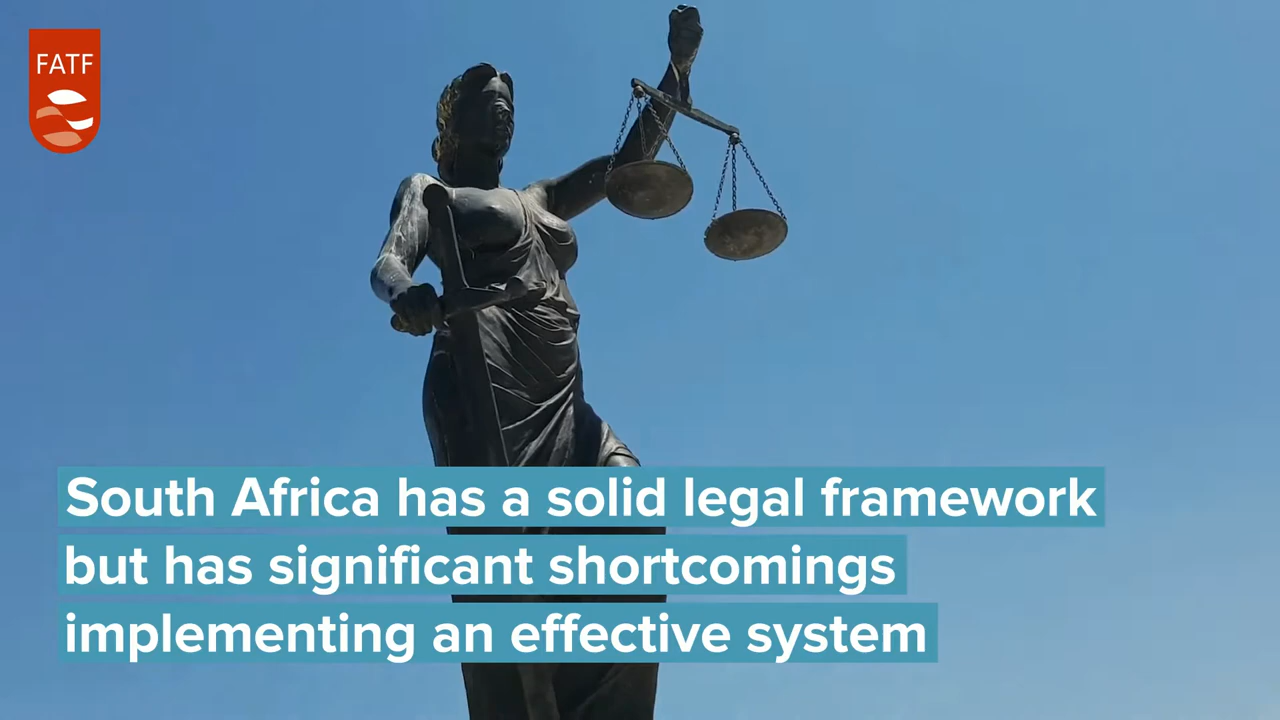 FATF
South Africa has a solid legal framework
but has significant shortcomings
implementing an effective system